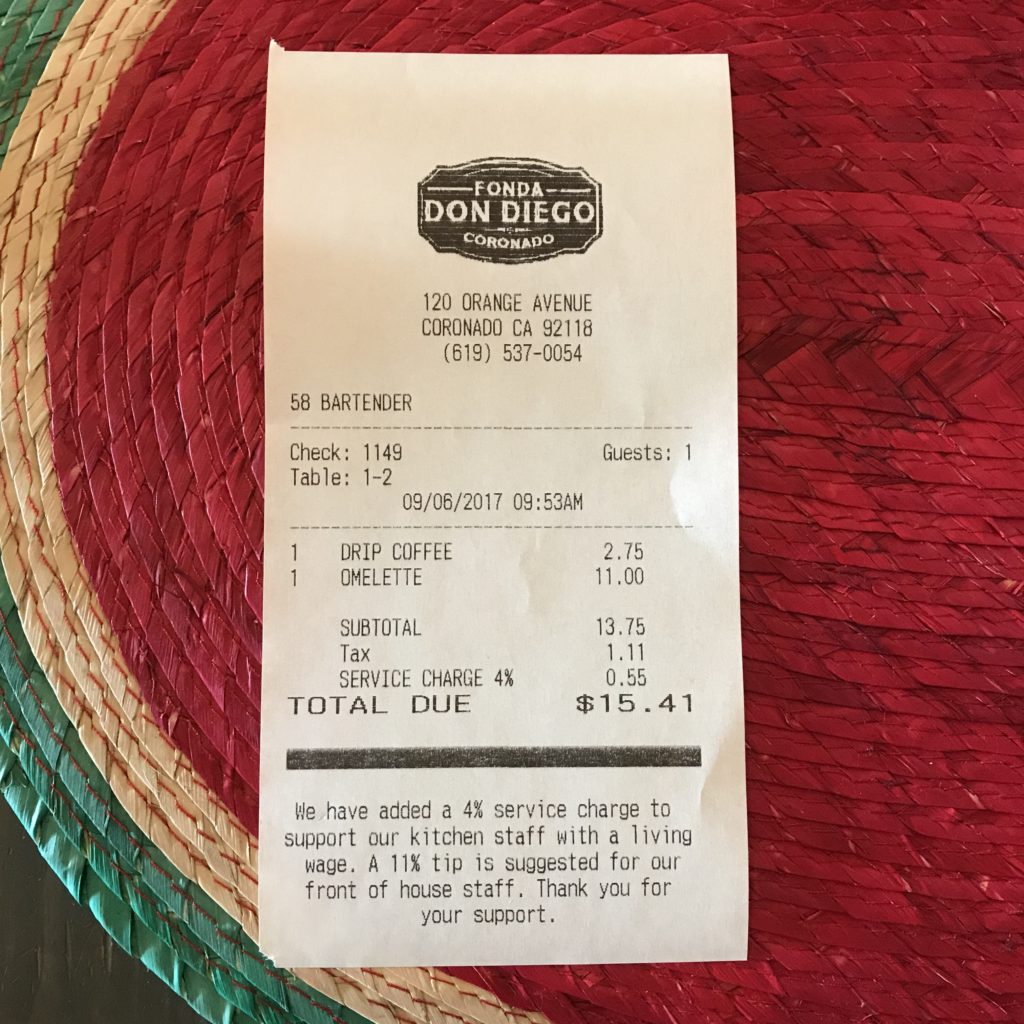 FONDA
DON DIEGO
CORONADO
120 ORANGE AVENUE
CORONADO CA 92118
(619) 537-0054
58 BARTENDER
Check: 1149 Guests: 1
Table: 1-2
09/06/2017 09:53AM
1 DRIP COFFEE 2.75
1 OMELETTE 11.00
SUBTOTAL 13.75
Tax 1.11
SERVICE CHARGE 4% 0.55
TOTAL DUE $15.41
We have added a 4% service charge to
support our kitchen staff with a living
wage. A 11% tip is suggested for our
front of house staff. Thank you for
your support.